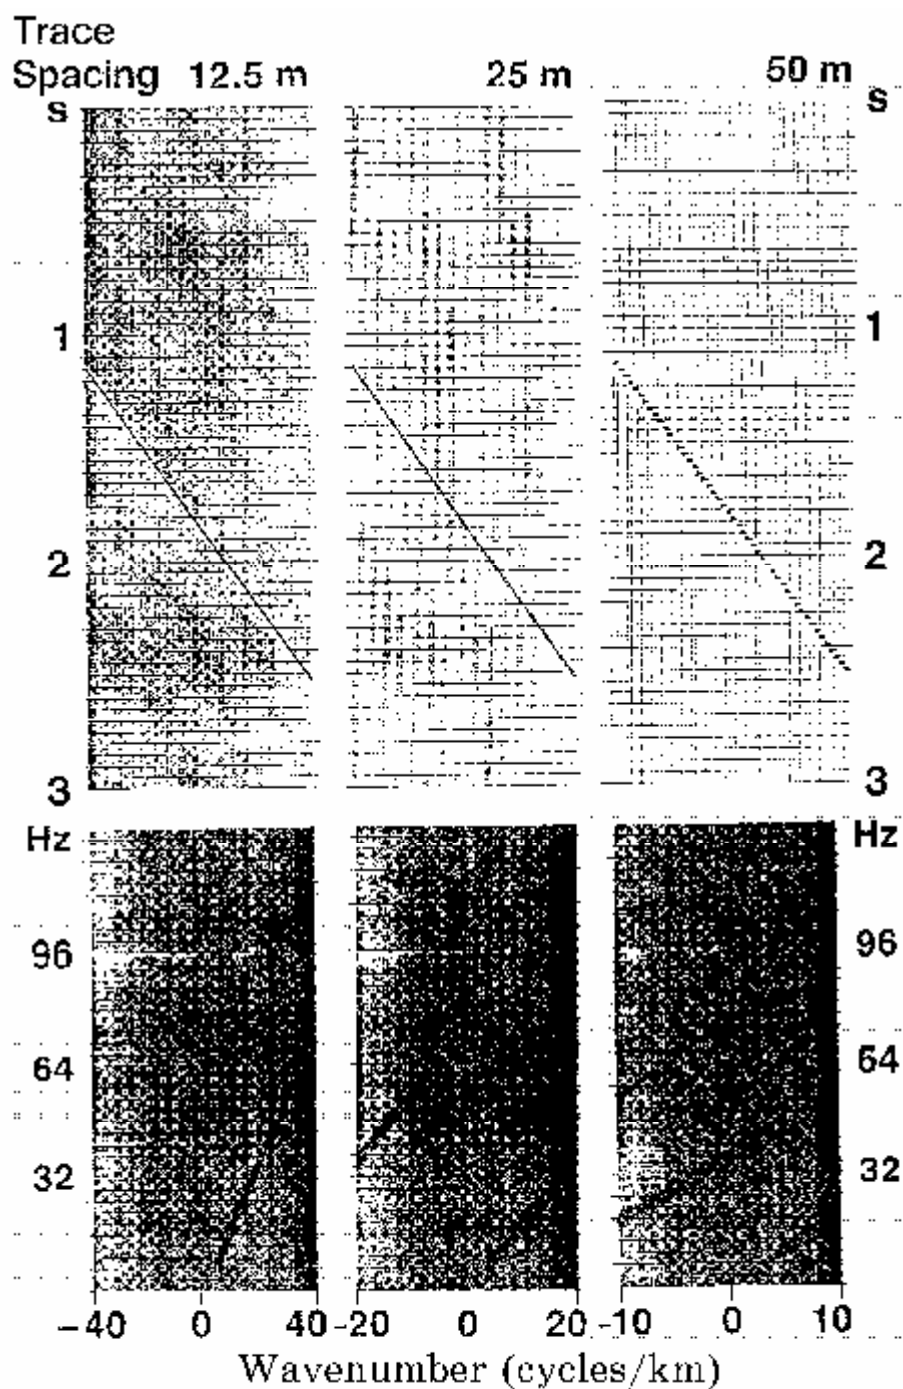 Trace
Spacing 12.5 m 25 m 50 m
s s
1 1
2 2
3 3
Hz Hz
96 96
64 64
32 32
-40 0 40 -20 0 20 -10 0 10
Wavenumber (cycles/km)